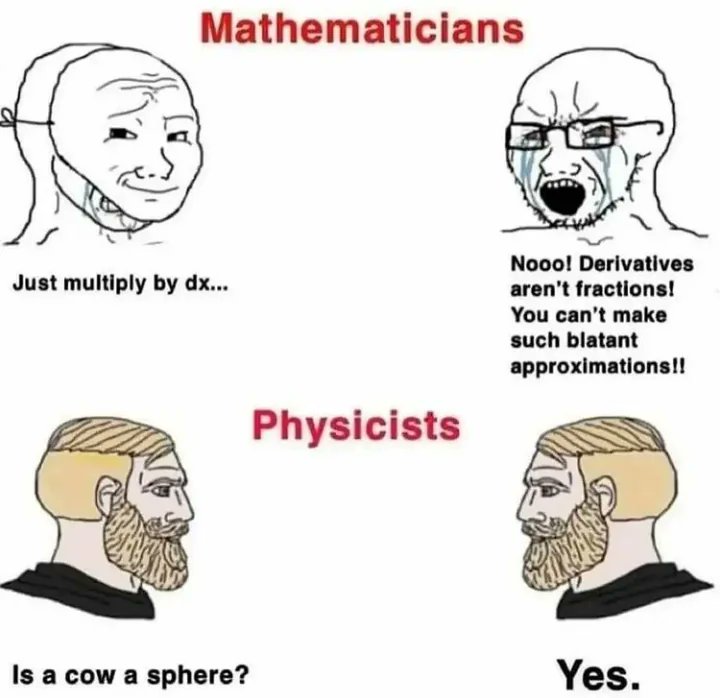 Mathematicians
Just multiply by dx...
Nooo! Derivatives
aren't fractions!
You can't make
such blatant
approximations!!
Physicists
Is a cow a sphere?
Yes.